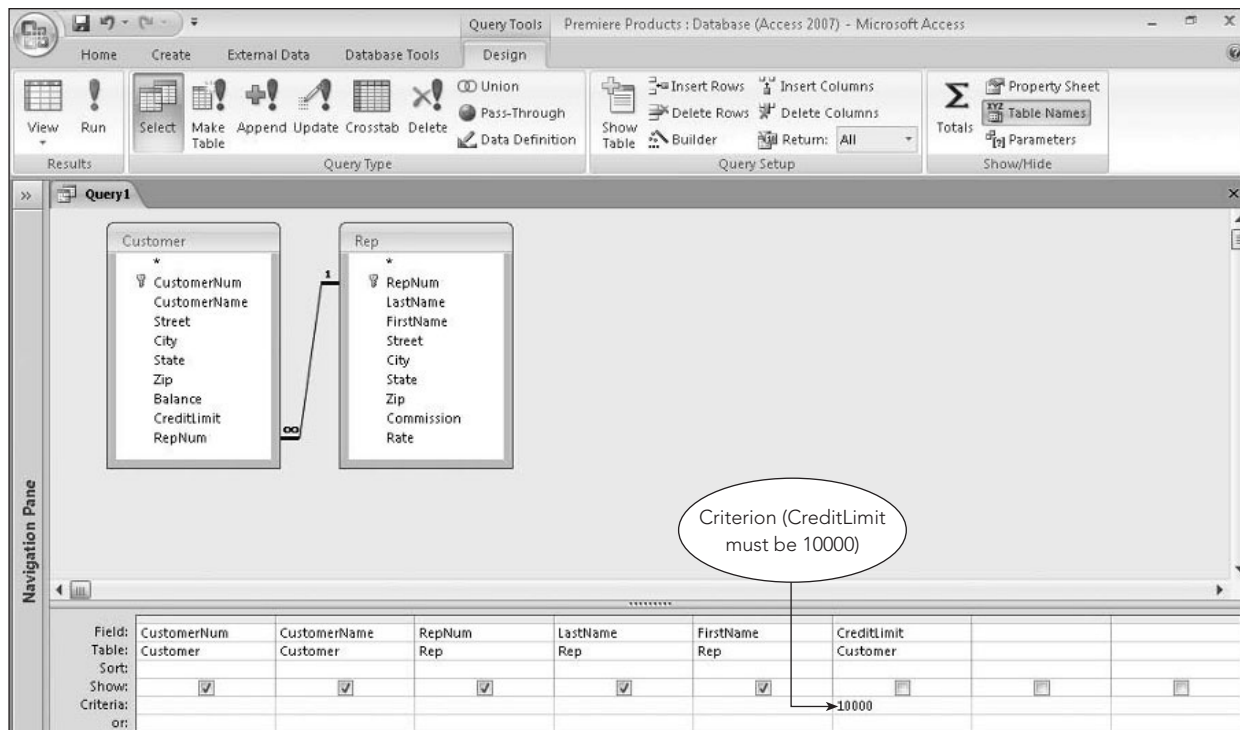 Query Tools Premiere Products : Database (Access 2007) - Microsoft Access
Home Create External Data Database Tools Design
View Run
Results
Select Make Table Append Update Crosstab Delete
Union
Pass-Through
Data Definition
Query Type
Show Table
Insert Rows Insert Columns
Delete Rows Delete Columns
Builder Return: All
Query Setup
Σ Totals
Property Sheet
XYZ Table Names
[?] Parameters
Show/Hide
» Query1
Navigation Pane
Customer
*
CustomerNum
CustomerName
Street
City
State
Zip
Balance
CreditLimit
RepNum
1
∞
Rep
*
RepNum
LastName
FirstName
Street
City
State
Zip
Commission
Rate
Criterion (CreditLimit
must be 10000)
Field: CustomerNum CustomerName RepNum LastName FirstName CreditLimit
Table: Customer Customer Rep Rep Rep Customer
Sort:
Show:
Criteria: 10000
or: